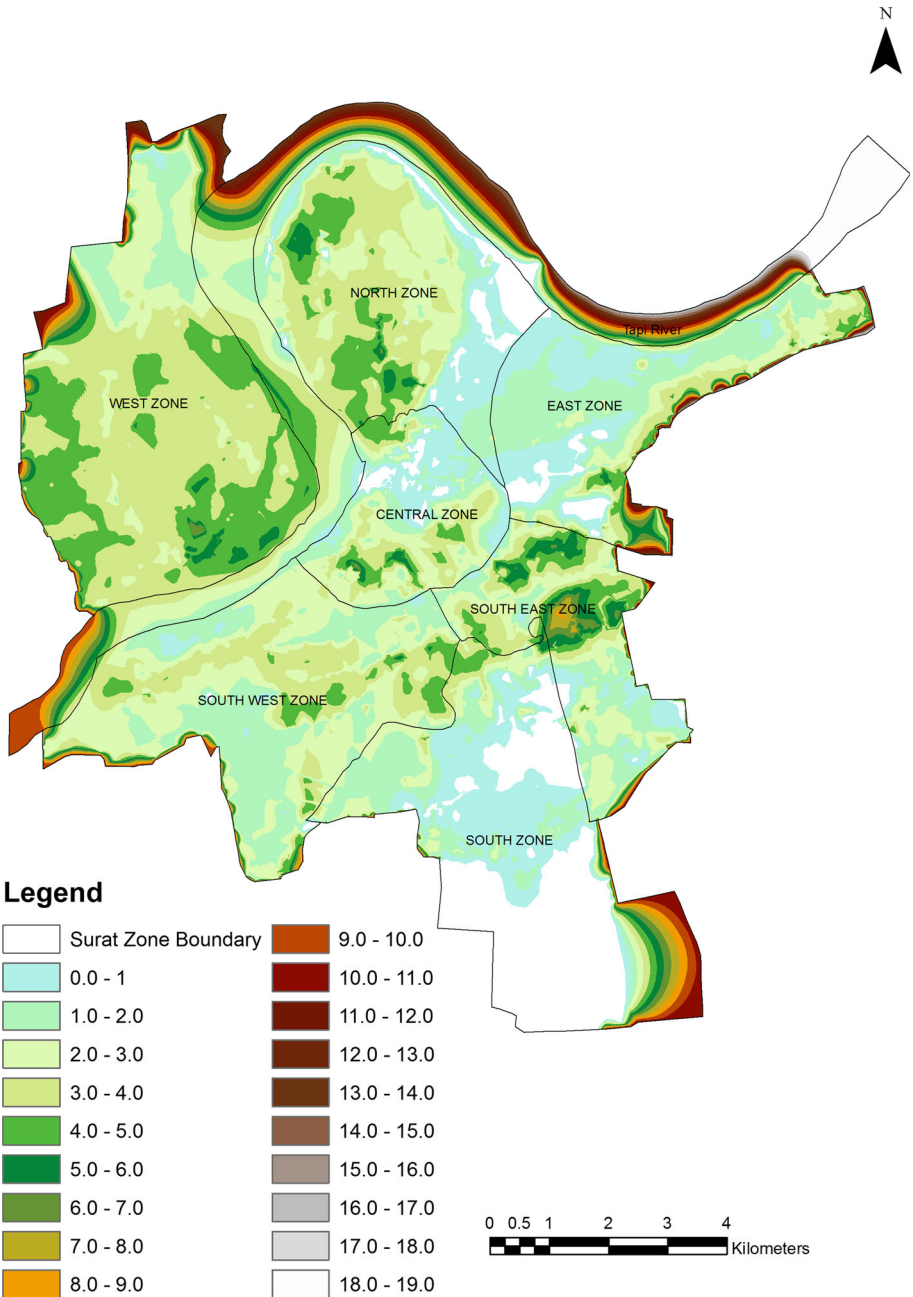 N
NORTH ZONE
Tapi River
WEST ZONE
EAST ZONE
CENTRAL ZONE
SOUTH EAST ZONE
SOUTH WEST ZONE
SOUTH ZONE
Legend
Surat Zone Boundary
0.0 - 1
1.0 - 2.0
2.0 - 3.0
3.0 - 4.0
4.0 - 5.0
5.0 - 6.0
6.0 - 7.0
7.0 - 8.0
8.0 - 9.0
9.0 - 10.0
10.0 - 11.0
11.0 - 12.0
12.0 - 13.0
13.0 - 14.0
14.0 - 15.0
15.0 - 16.0
16.0 - 17.0
17.0 - 18.0
18.0 - 19.0
0 0.5 1 2 3 4
Kilometers